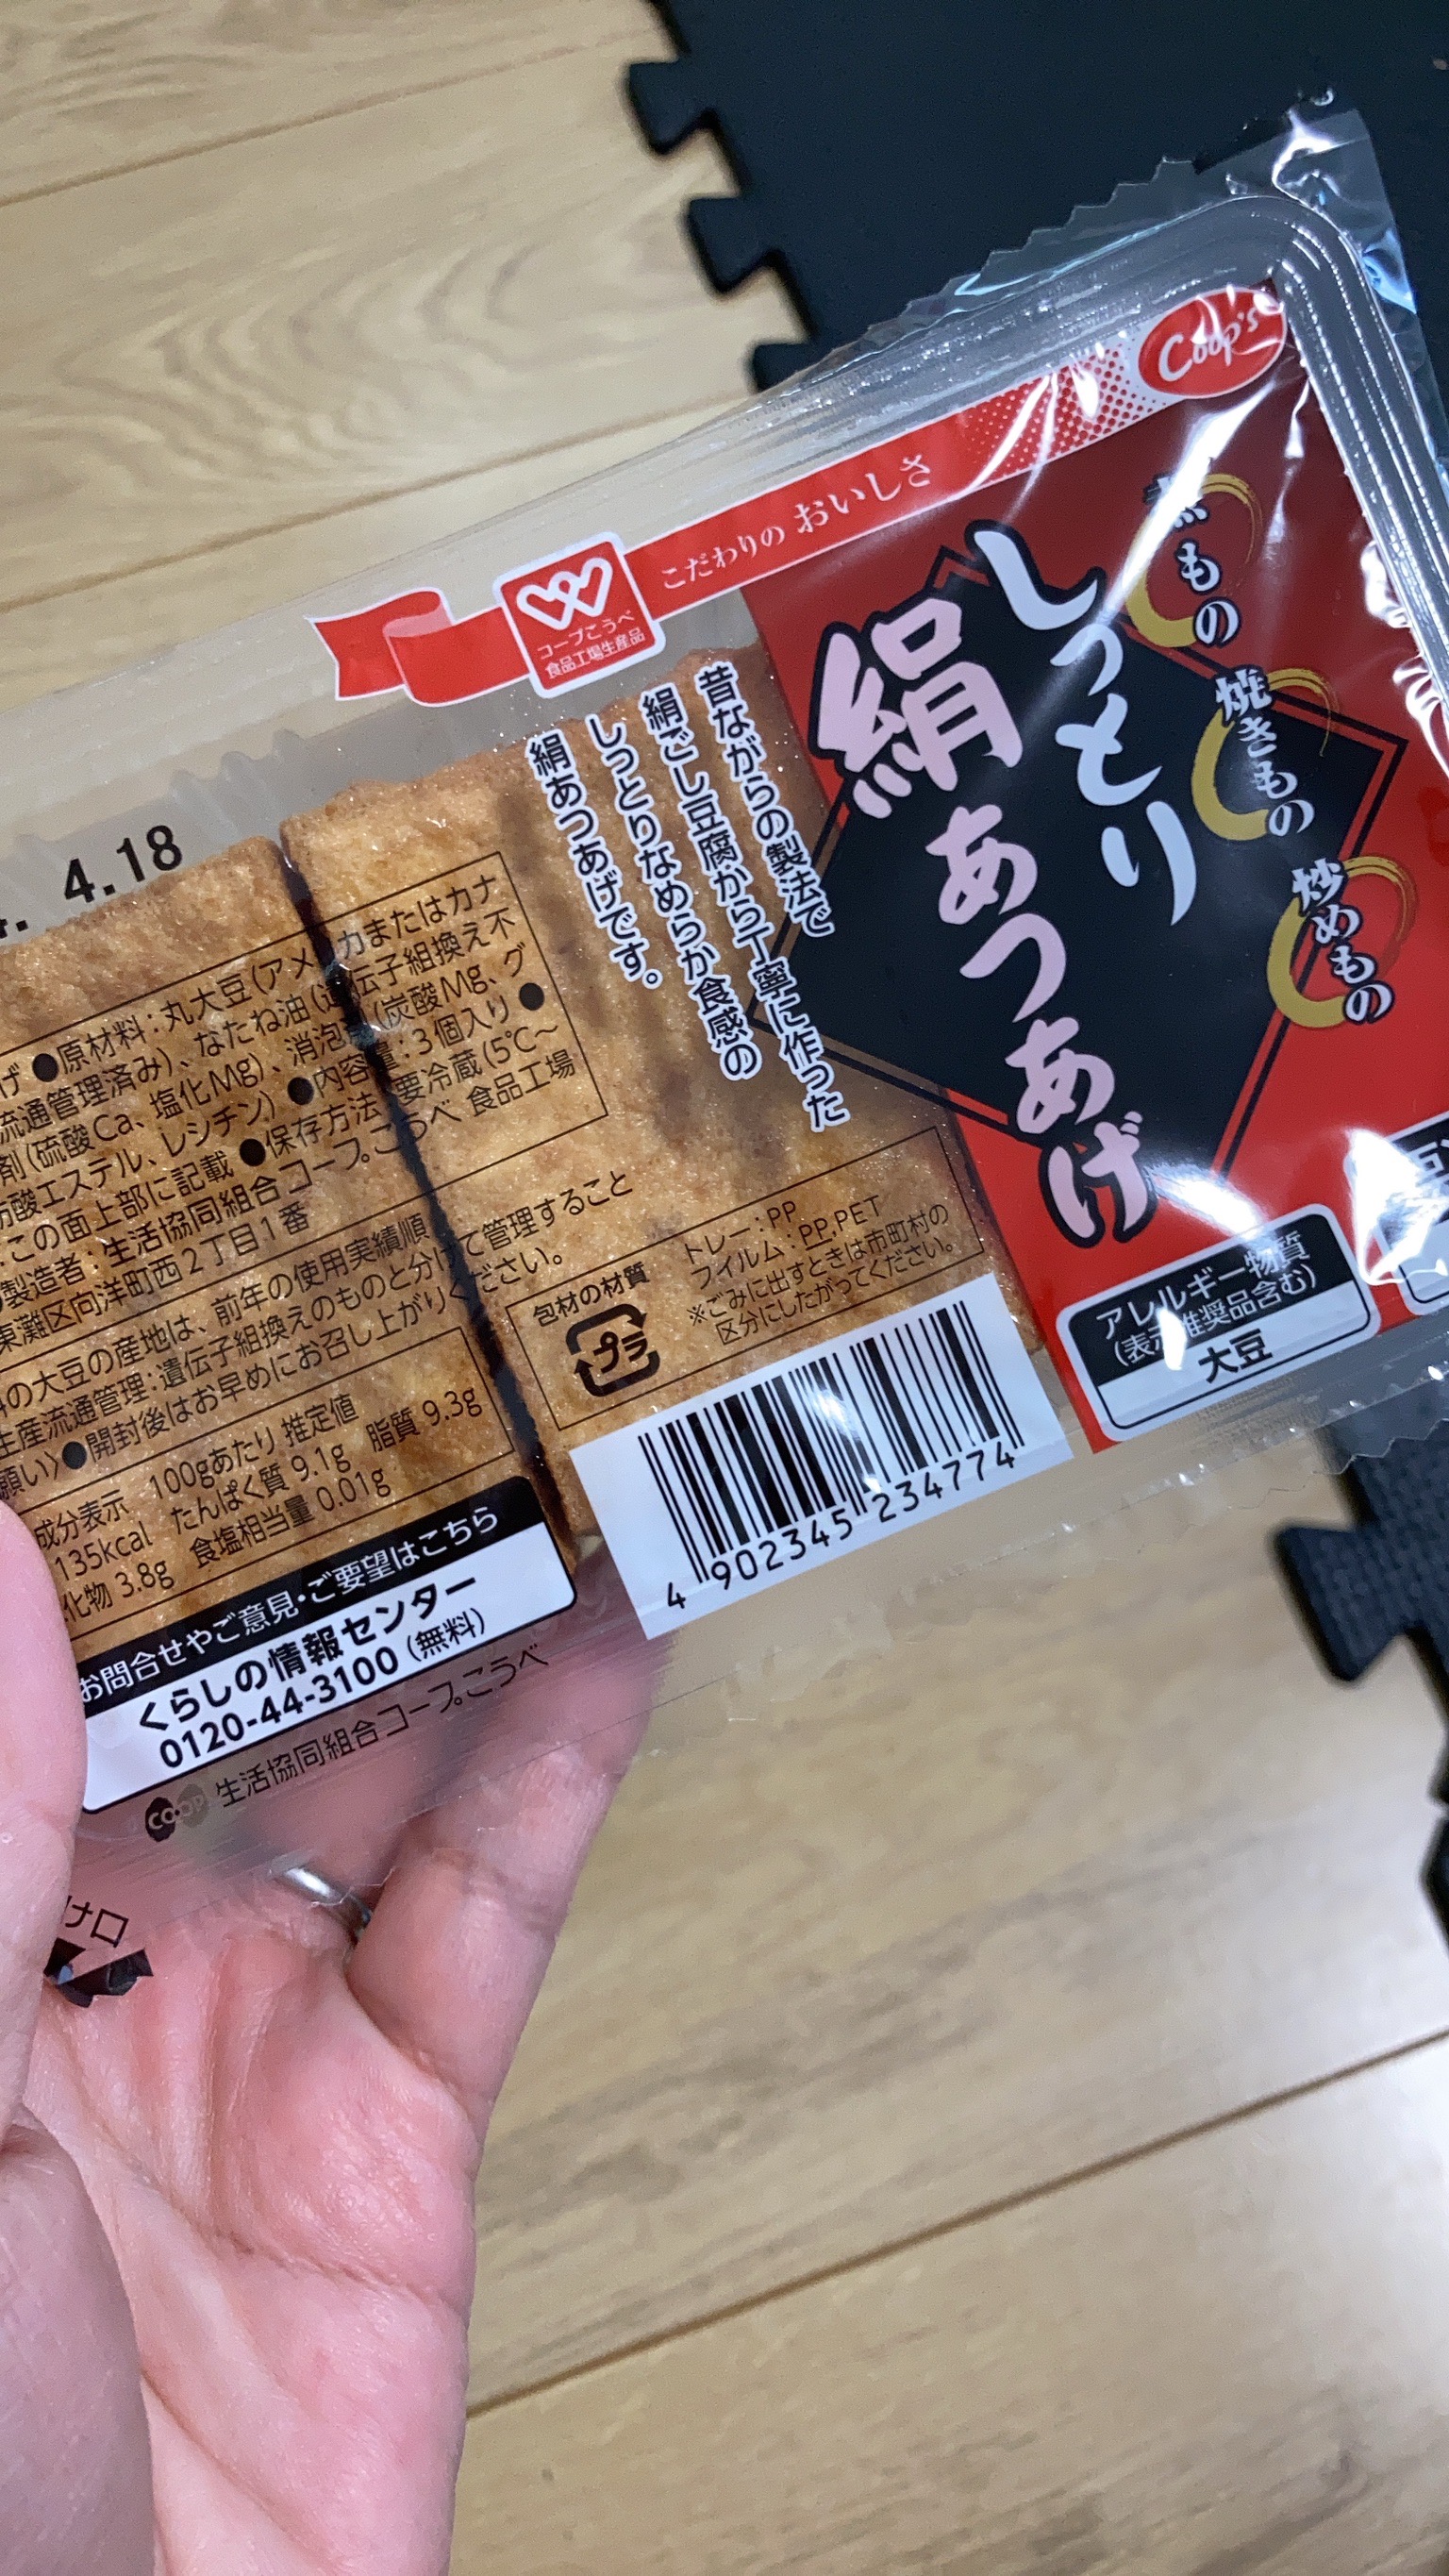 Coop's
こだわりの おいしさ
コープこうべ
食品工場生産品
煮もの
焼きもの
炒めもの
しっとり
絹あつあげ
昔ながらの製法で
絹ごし豆腐から丁寧に作った
しっとりなめらか食感の
絹あつあげです。
4.18
げ ●原材料:丸大豆(アメリカまたはカナ
流通管理済み)、なたね油(遺伝子組換え不
剤(硫酸Ca、塩化Mg)、消泡剤(炭酸Mg、グ
肪酸エステル、レシチン) ●内容量:3個入り ●
この面上部に記載 ●保存方法:要冷蔵(5℃〜
製造者:生活協同組合コープこうべ 食品工場
東灘区向洋町西2丁目1番
の大豆の産地は、前年の使用実績順
生産流通管理:遺伝子組換えのものと分けて管理すること
願い〉●開封後はお早めにお召し上がりください。
成分表示 100gあたり 推定値
135kcal たんぱく質 9.1g 脂質 9.3g
化物 3.8g 食塩相当量 0.01g
包材の材質
プラ
トレー:PP
フィルム:PP,PET
※ごみに出すときは市町村の
区分にしたがってください。
アレルギー物質
(表示推奨品含む)
大豆
4 902345 234774
お問合せやご意見・ご要望はこちら
くらしの情報センター
0120-44-3100(無料)
CO・OP 生活協同組合コープこうべ
け口